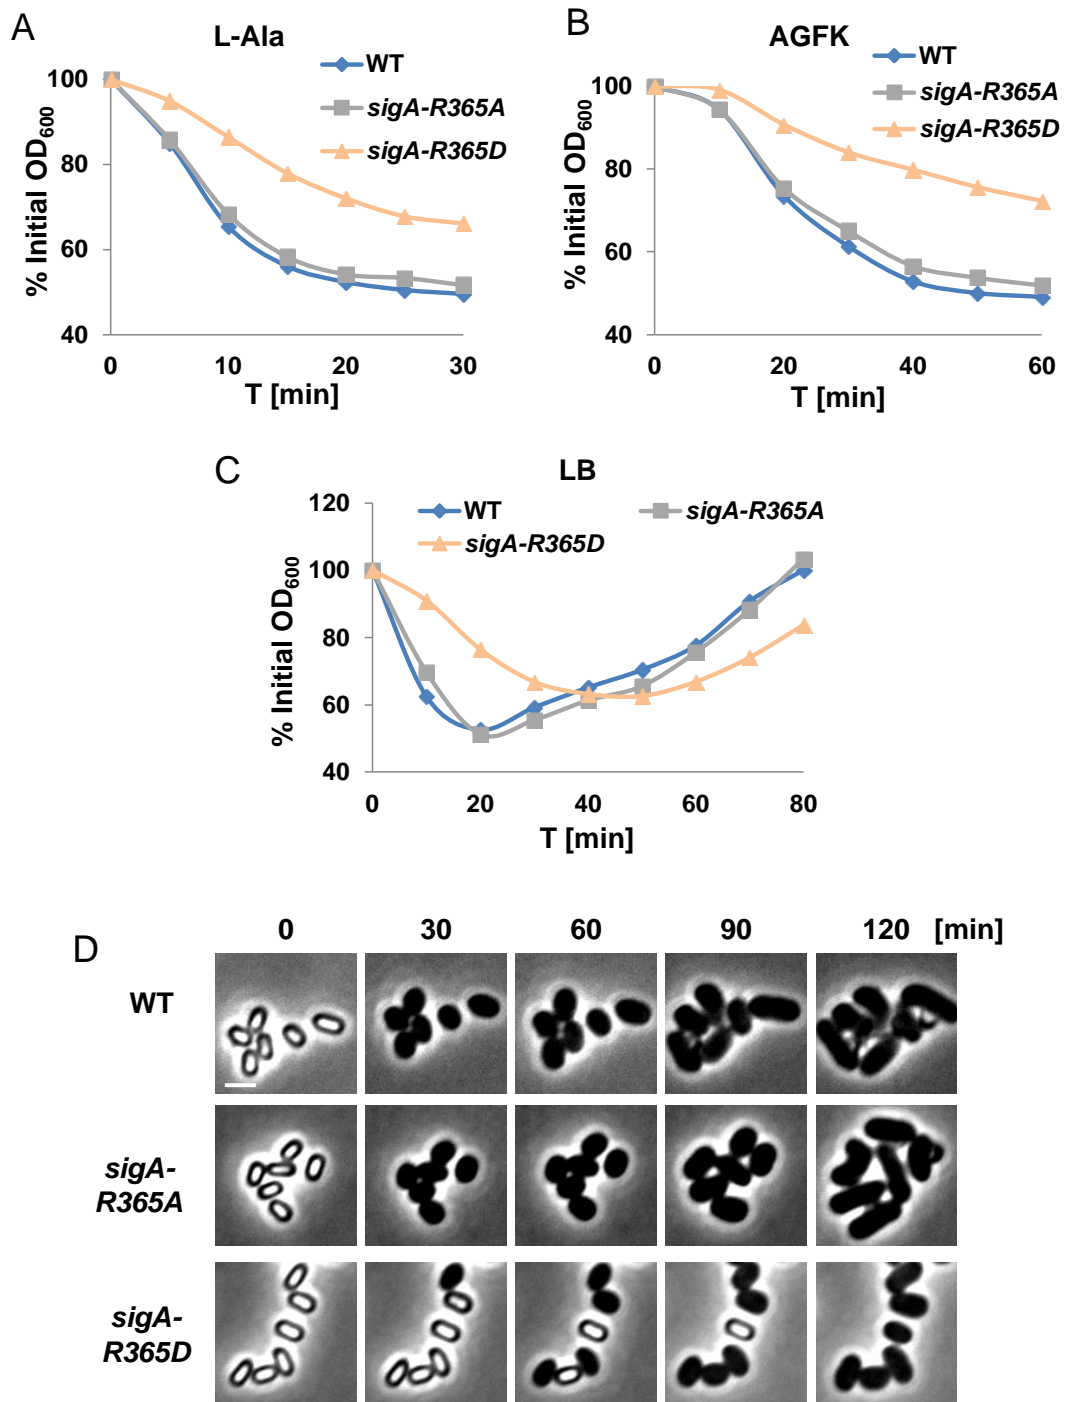 A
L-Ala
WT
sigA-R365A
sigA-R365D
100
80
60
40
% Initial OD600
0 10 20 30
T [min]
B
AGFK
WT
sigA-R365A
sigA-R365D
100
80
60
40
% Initial OD600
0 20 40 60
T [min]
C
LB
WT sigA-R365A
sigA-R365D
120
100
80
60
40
% Initial OD600
0 20 40 60 80
T [min]
D
0 30 60 90 120 [min]
WT
sigA-
R365A
sigA-
R365D